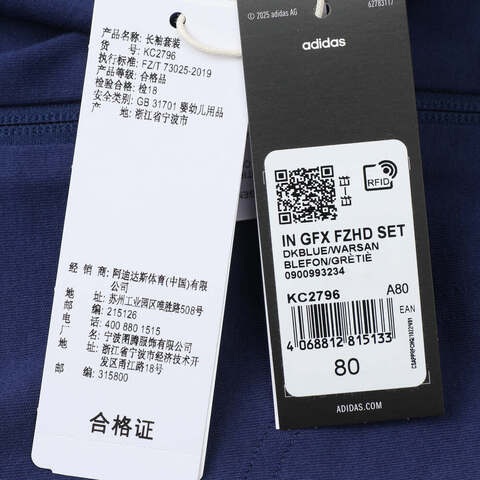 产品名称: 长袖套装
货 号: KC2796
执行标准: FZ/T 73025-2019
产品等级: 合格品
检验合格: 检18
安全类别: GB 31701 婴幼儿用品
产 地: 浙江省宁波市
经 销 商: 阿迪达斯体育(中国)有限
公司
地 址: 苏州工业园区唯胜路508号
邮 编: 215126
电 话: 400 880 1515
厂 名: 宁波图腾服饰有限公司
地 址: 浙江省宁波市经济技术开
发区甬江路18号
邮 编: 315800
合格证
© 2025 adidas AG
62783117
adidas
RFID
IN GFX FZHD SET
DKBLUE/WARSAN
BLEFON/GRÈTIÈ
0900993234
KC2796 A80
EAN
4 068812 815133
80
ADIDAS.COM